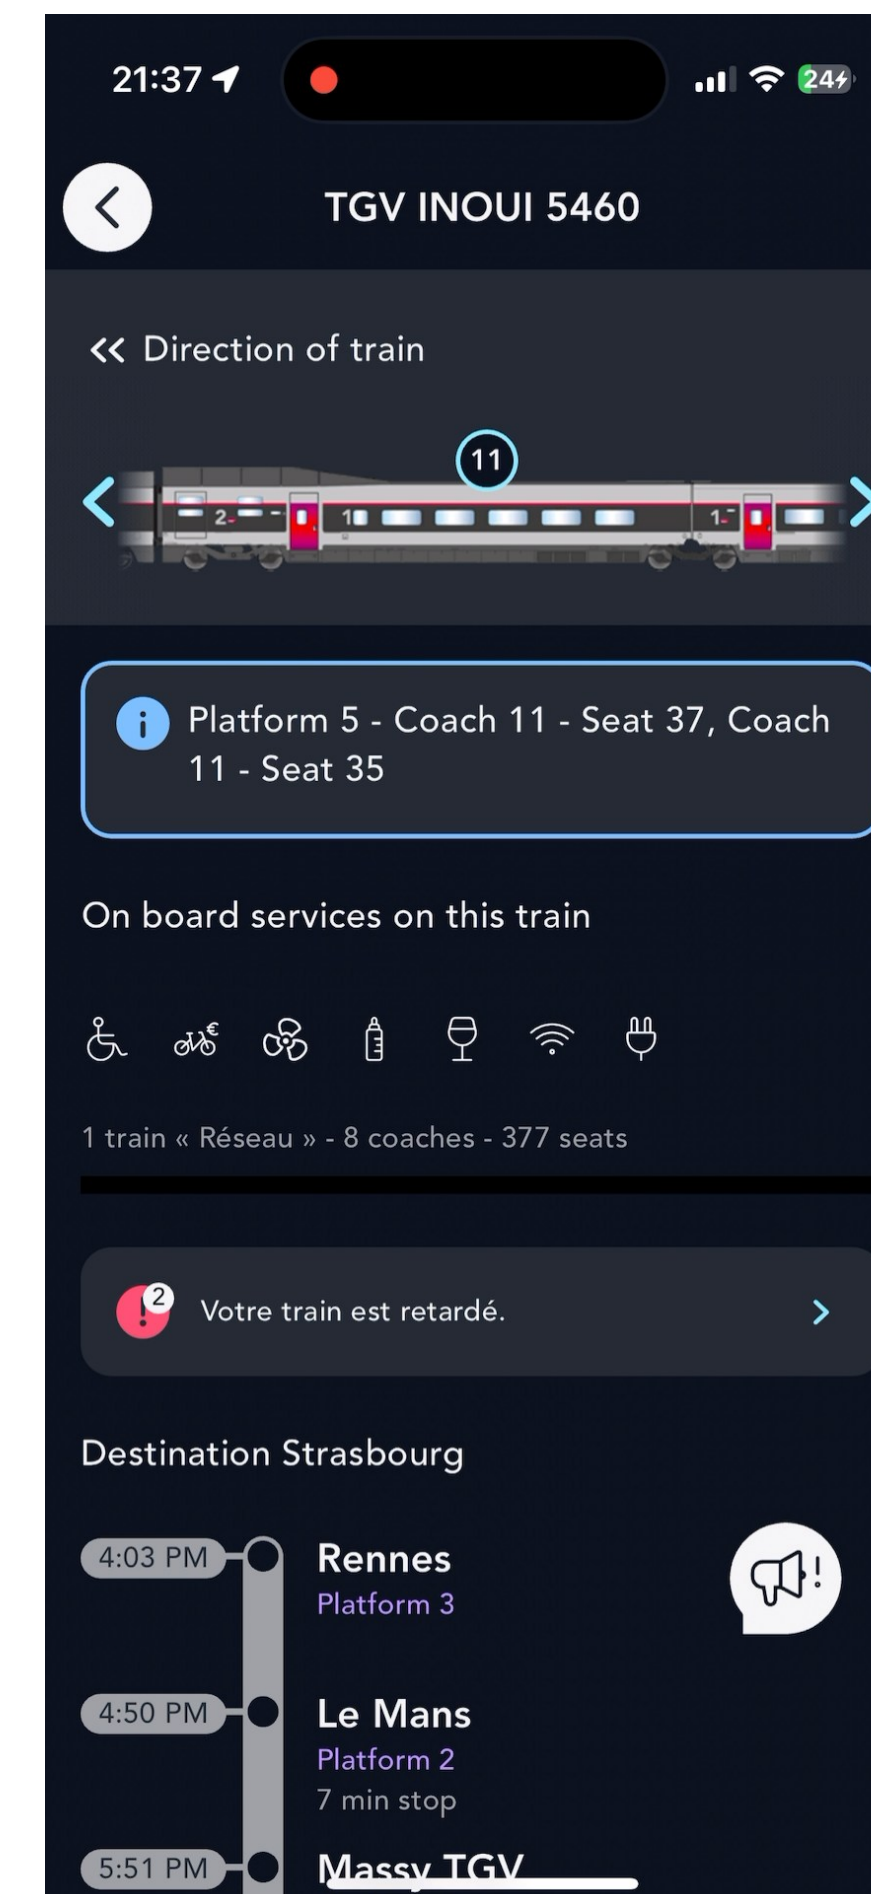 21:37
24
TGV INOUI 5460
Direction of train
11
2
1
1
Platform 5 - Coach 11 - Seat 37, Coach
11 - Seat 35
On board services on this train
€
1 train « Réseau » - 8 coaches - 377 seats
2
Votre train est retardé.
Destination Strasbourg
4:03 PM
Rennes
Platform 3
4:50 PM
Le Mans
Platform 2
7 min stop
5:51 PM
Massy TGV